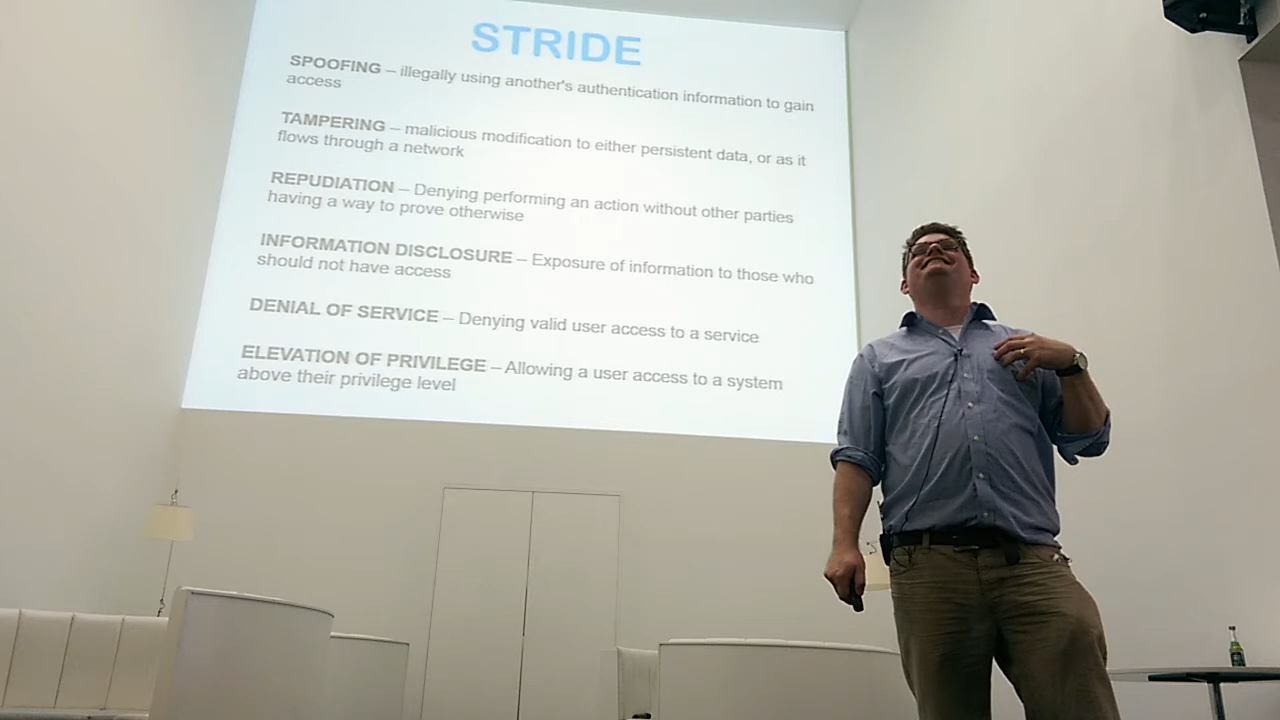 STRIDE
SPOOFING – illegally using another's authentication information to gain
access
TAMPERING – malicious modification to either persistent data, or as it
flows through a network
REPUDIATION – Denying performing an action without other parties
having a way to prove otherwise
INFORMATION DISCLOSURE – Exposure of information to those who
should not have access
DENIAL OF SERVICE – Denying valid user access to a service
ELEVATION OF PRIVILEGE – Allowing a user access to a system
above their privilege level